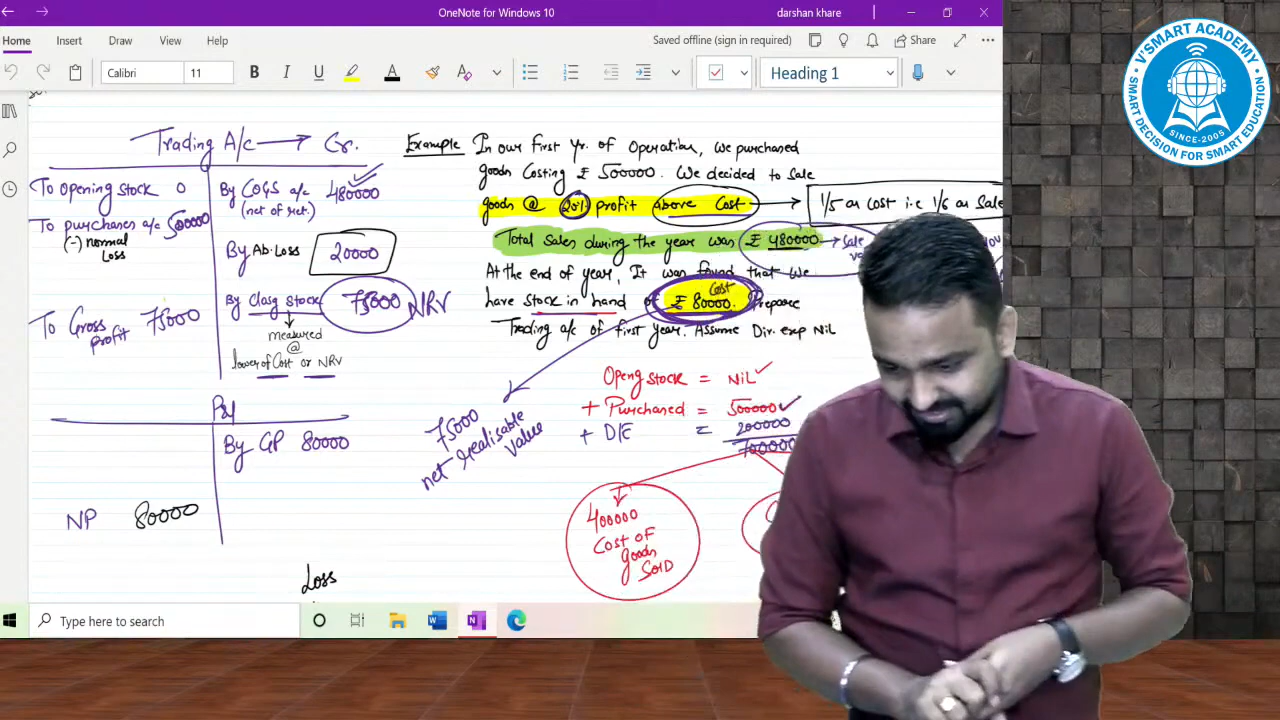 OneNote for Windows 10
darshan khare
Home
Insert
Draw
View
Help
Saved offline (sign in required)
Share
Calibri
11
B
I
U
A
Heading 1
Trading A/c → Cr.
To opening stock 0
By COGS a/c 480000
(net of ret.)
To purchases a/c 500000
(-) normal
Loss
By Ab. Loss 20000
By Closg stock 75000 NRV
To Gross profit 75000
measured
@
lower of Cost or NRV
P&L
By GP 80000
NP 80000
Loss
Example In our first yr. of Operation, we purchased
goods Costing ₹ 500000. We decided to sale
goods @ 20% profit above Cost → 1/5 as cost i.e 1/6 as Sale
Total Sales during the year was ₹ 480000 → Sale
At the end of year, It was found that we
have stock in hand of ₹ 80000. Prepare
Cost
Trading a/c of first year. Assume Dir. exp Nil
75000
net realisable
value
Openg stock = NiL
+ Purchased = 500000
+ D/E = 200000
700000
400000
Cost of
goods
Sold
Type here to search
V'SMART ACADEMY
SMART DECISION FOR SMART EDUCATION
SINCE-2005